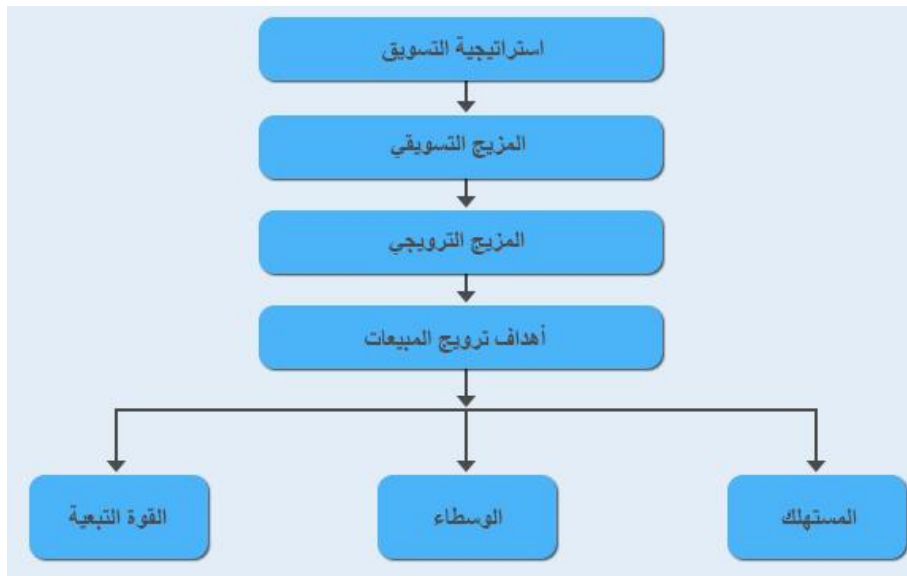 استراتيجية التسويق
المزيج التسويقي
المزيج الترويجي
أهداف ترويج المبيعات
المستهلك
الوسطاء
القوة التبعية